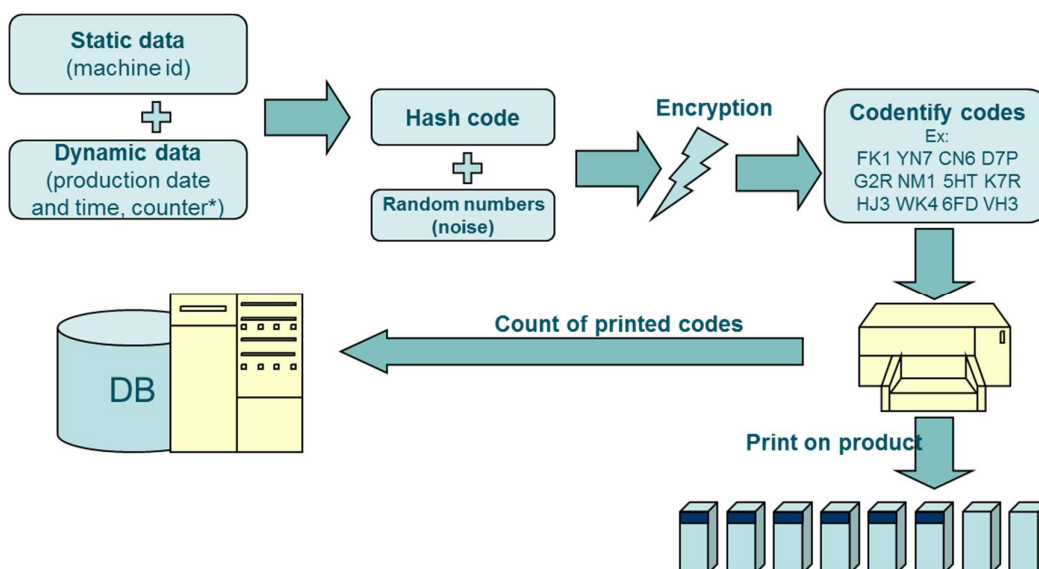 Static data
(machine id)
Dynamic data
(production date
and time, counter*)
Hash code
Random numbers
(noise)
Encryption
Codentify codes
Ex:
FK1 YN7 CN6 D7P
G2R NM1 5HT K7R
HJ3 WK4 6FD VH3
Count of printed codes
DB
Print on product